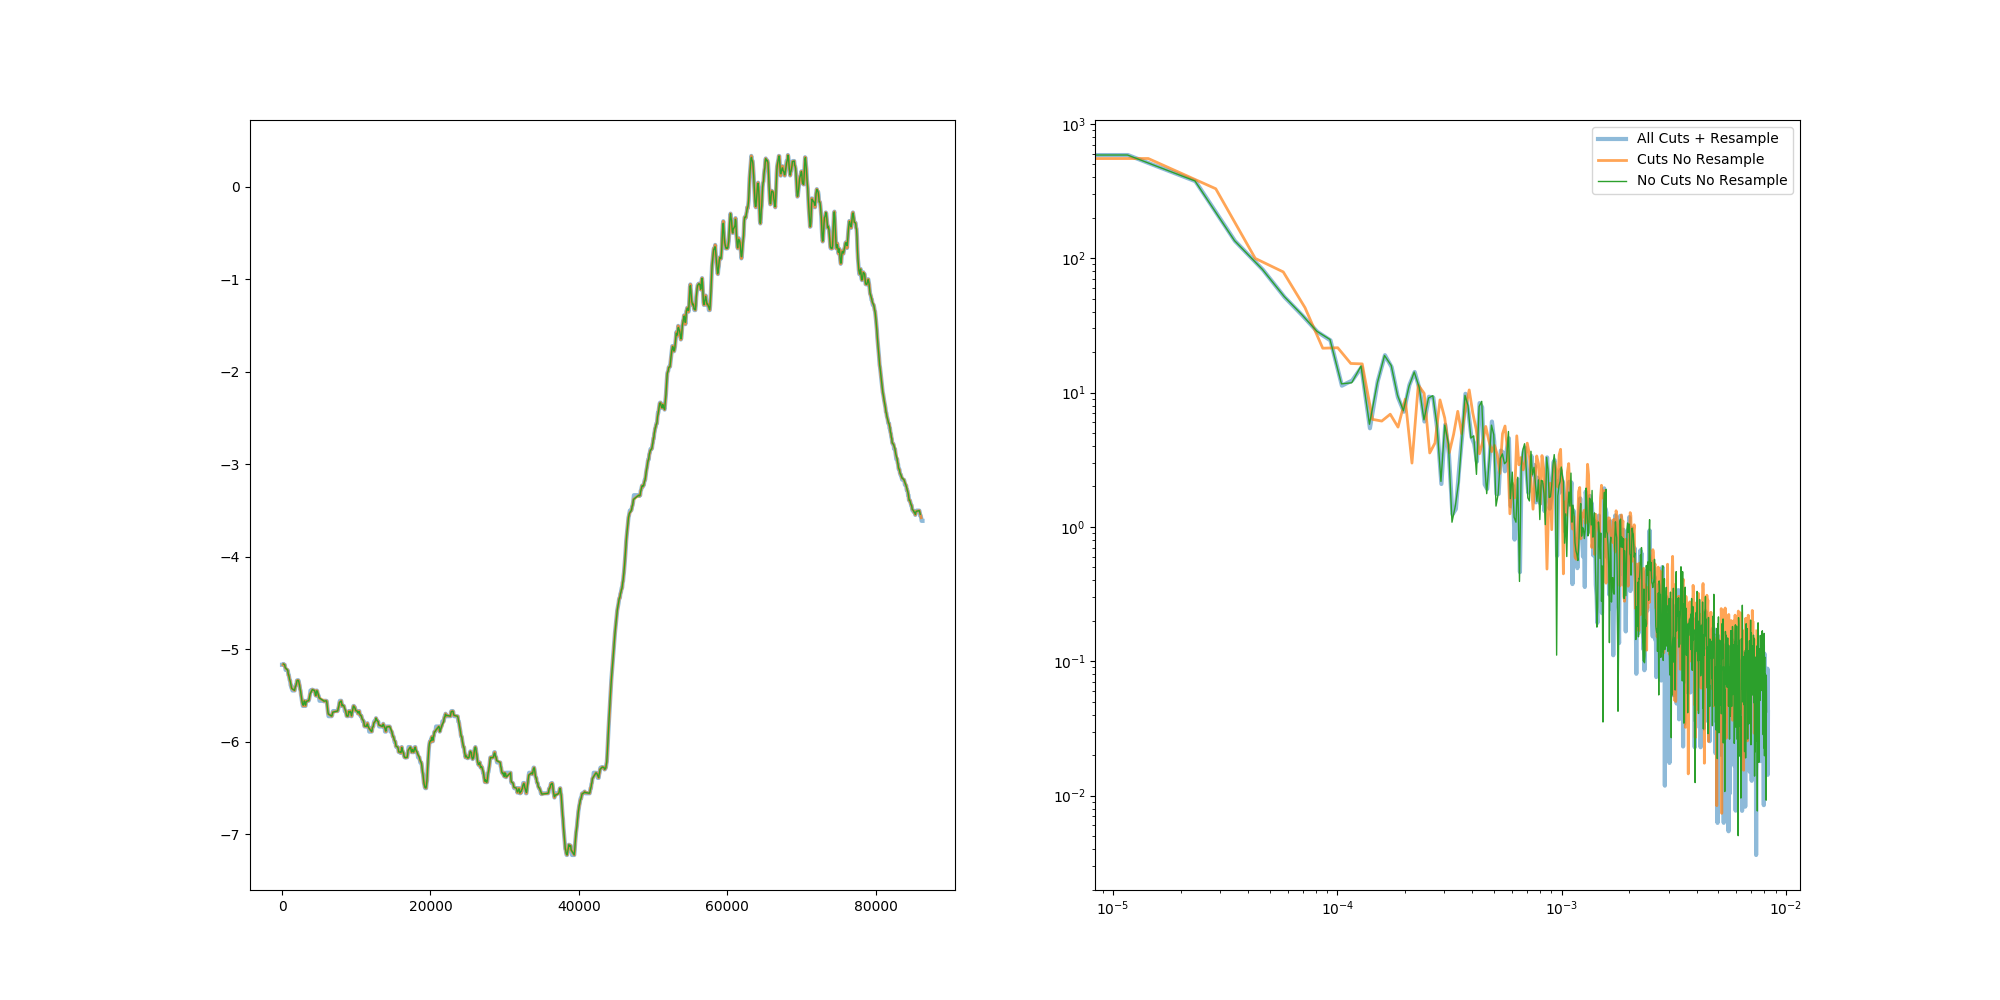 0
−1
−2
−3
−4
−5
−6
−7
0 20000 40000 60000 80000
10³
10²
10¹
10⁰
10⁻¹
10⁻²
10⁻⁵ 10⁻⁴ 10⁻³ 10⁻²
All Cuts + Resample
Cuts No Resample
No Cuts No Resample